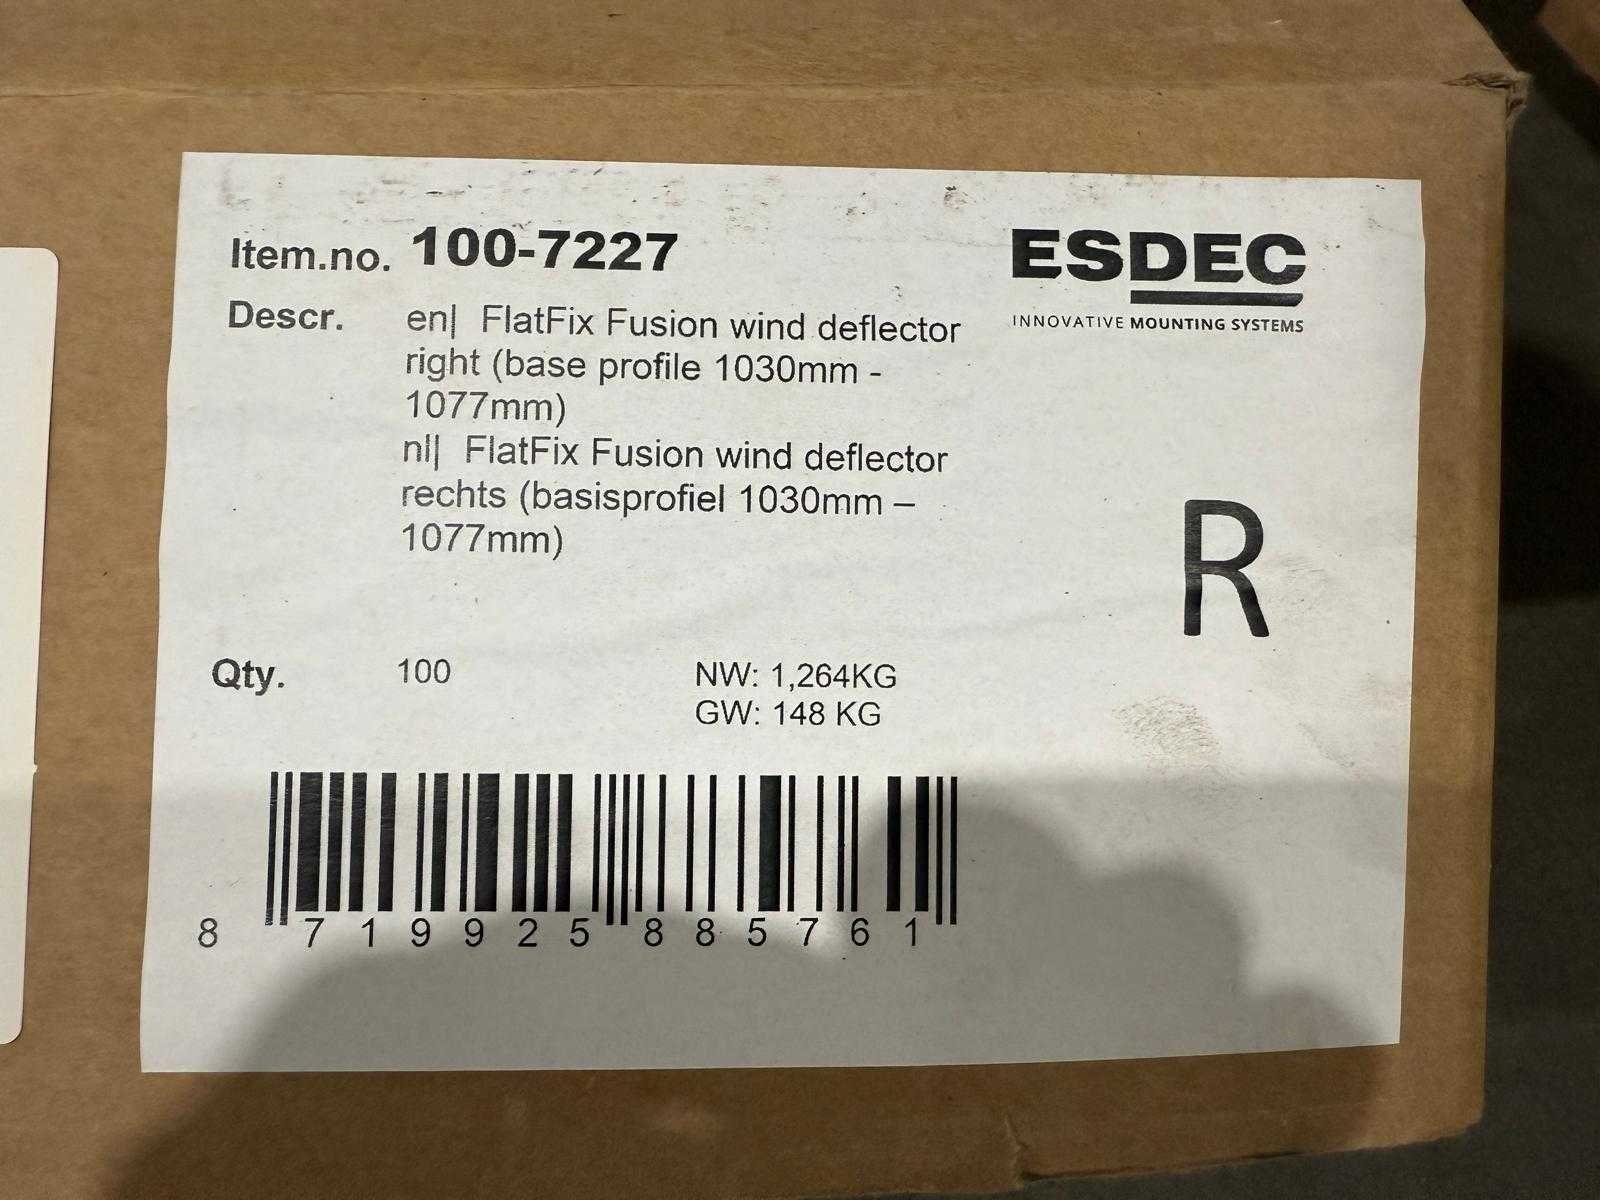 Item.no. 100-7227
ESDEC
INNOVATIVE MOUNTING SYSTEMS
Descr. en| FlatFix Fusion wind deflector
right (base profile 1030mm -
1077mm)
nl| FlatFix Fusion wind deflector
rechts (basisprofiel 1030mm –
1077mm)
R
Qty. 100 NW: 1,264KG
GW: 148 KG
8 719925 885761